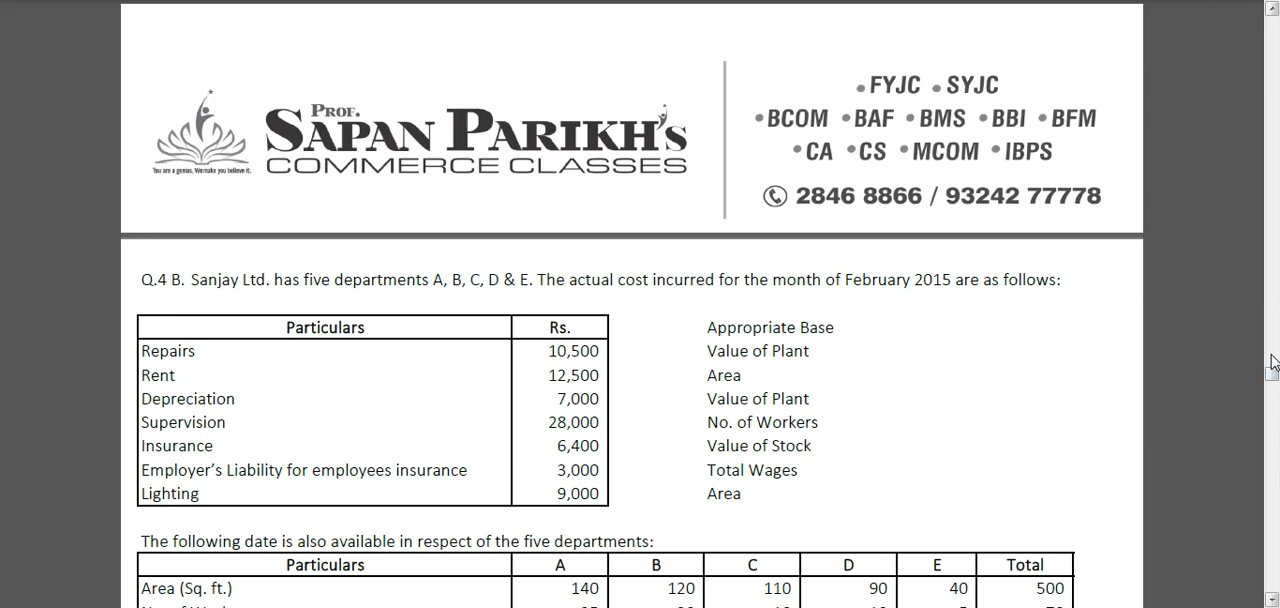 PROF.
SAPAN PARIKH's
COMMERCE CLASSES
You are a genius, We make you believe it.
• FYJC • SYJC
• BCOM • BAF • BMS • BBI • BFM
• CA • CS • MCOM • IBPS
2846 8866 / 93242 77778
Q.4 B. Sanjay Ltd. has five departments A, B, C, D & E. The actual cost incurred for the month of February 2015 are as follows:
Particulars Rs. Appropriate Base
Repairs 10,500 Value of Plant
Rent 12,500 Area
Depreciation 7,000 Value of Plant
Supervision 28,000 No. of Workers
Insurance 6,400 Value of Stock
Employer's Liability for employees insurance 3,000 Total Wages
Lighting 9,000 Area
The following date is also available in respect of the five departments:
Particulars A B C D E Total
Area (Sq. ft.) 140 120 110 90 40 500